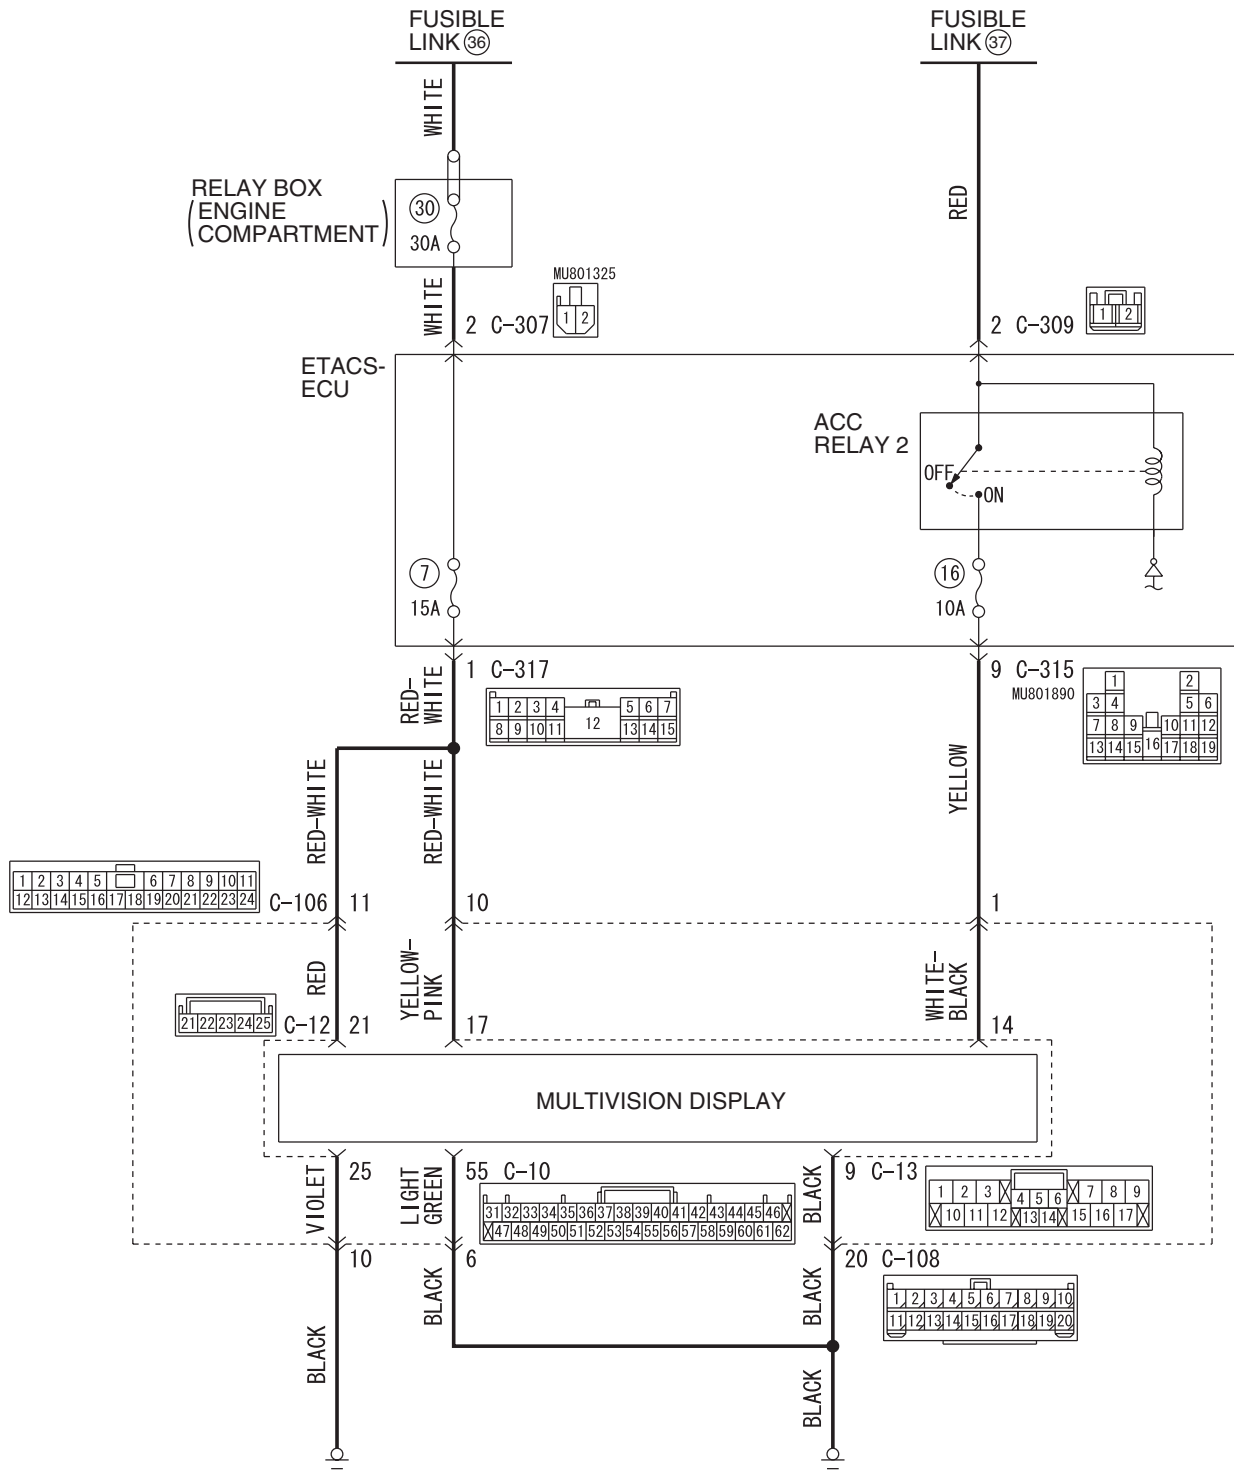 FUSIBLE
LINK 36
FUSIBLE
LINK 37
WHITE
RED
RELAY BOX
(ENGINE
COMPARTMENT)
30
30A
WHITE
MU801325
1 2
2 C-307
2 C-309
1 2
ETACS-
ECU
ACC
RELAY 2
OFF
ON
7
15A
16
10A
1 C-317
1 2 3 4 5 6 7
12
8 9 10 11 13 14 15
9 C-315
MU801890
1 2
3 4 5 6
7 8 9 10 11 12
13 14 15 16 17 18 19
RED-
WHITE
RED-WHITE
RED-WHITE
YELLOW
1 2 3 4 5 6 7 8 9 10 11
12 13 14 15 16 17 18 19 20 21 22 23 24
C-106 11
10
1
RED
YELLOW-
PINK
WHITE-
BLACK
21 22 23 24 25
C-12 21
17
14
MULTIVISION DISPLAY
VIOLET
25
LIGHT
GREEN
55 C-10
31 32 33 34 35 36 37 38 39 40 41 42 43 44 45 46
47 48 49 50 51 52 53 54 55 56 57 58 59 60 61 62
BLACK
9 C-13
1 2 3 4 5 6 7 8 9
10 11 12 13 14 15 16 17
10
6
20 C-108
1 2 3 4 5 6 7 8 9 10
11 12 13 14 15 16 17 18 19 20
BLACK
BLACK
BLACK
BLACK